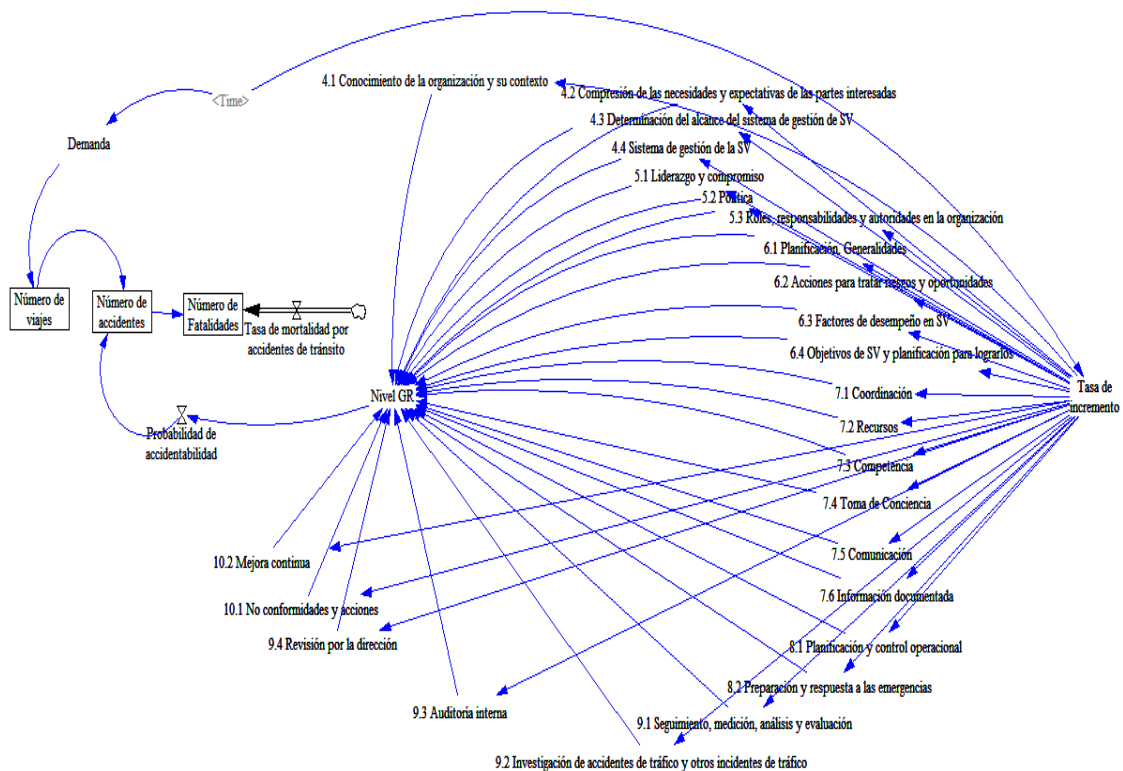 4.1 Conocimiento de la organización y su contexto
<Time>
4.2 Compresión de las necesidades y expectativas de las partes interesadas
4.3 Determinación del alcance del sistema de gestión de SV
Demanda
4.4 Sistema de gestión de la SV
5.1 Liderazgo y compromiso
5.2 Política
5.3 Roles, responsabilidades y autoridades en la organización
6.1 Planificación, Generalidades
6.2 Acciones para tratar riesgos y oportunidades
Número de
viajes
Número de
accidentes
Número de
Fatalidades
Tasa de mortalidad por
accidentes de tránsito
6.3 Factores de desempeño en SV
6.4 Objetivos de SV y planificación para lograrlos
Tasa de
incremento
Nivel GR
7.1 Coordinación
Probabilidad de
accidentabilidad
7.2 Recursos
7.3 Competencia
7.4 Toma de Conciencia
7.5 Comunicación
10.2 Mejora continua
7.6 Información documentada
10.1 No conformidades y acciones
9.4 Revisión por la dirección
8.1 Planificación y control operacional
8.2 Preparación y respuesta a las emergencias
9.3 Auditoría interna
9.1 Seguimiento, medición, análisis y evaluación
9.2 Investigación de accidentes de tráfico y otros incidentes de tráfico